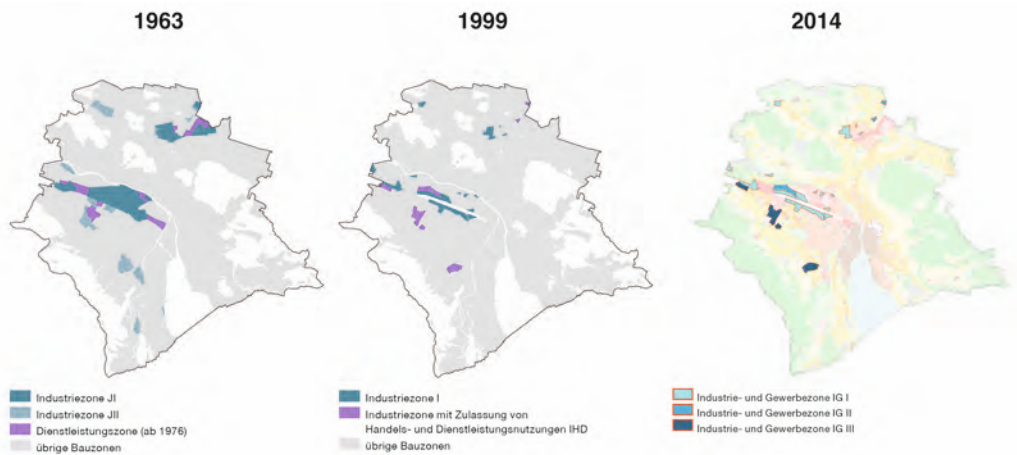 1963
1999
2014
Industriezone JI
Industriezone JII
Dienstleistungszone (ab 1976)
übrige Bauzonen
Industriezone I
Industriezone mit Zulassung von
Handels- und Dienstleistungsnutzungen IHD
übrige Bauzonen
Industrie- und Gewerbezone IG I
Industrie- und Gewerbezone IG II
Industrie- und Gewerbezone IG III